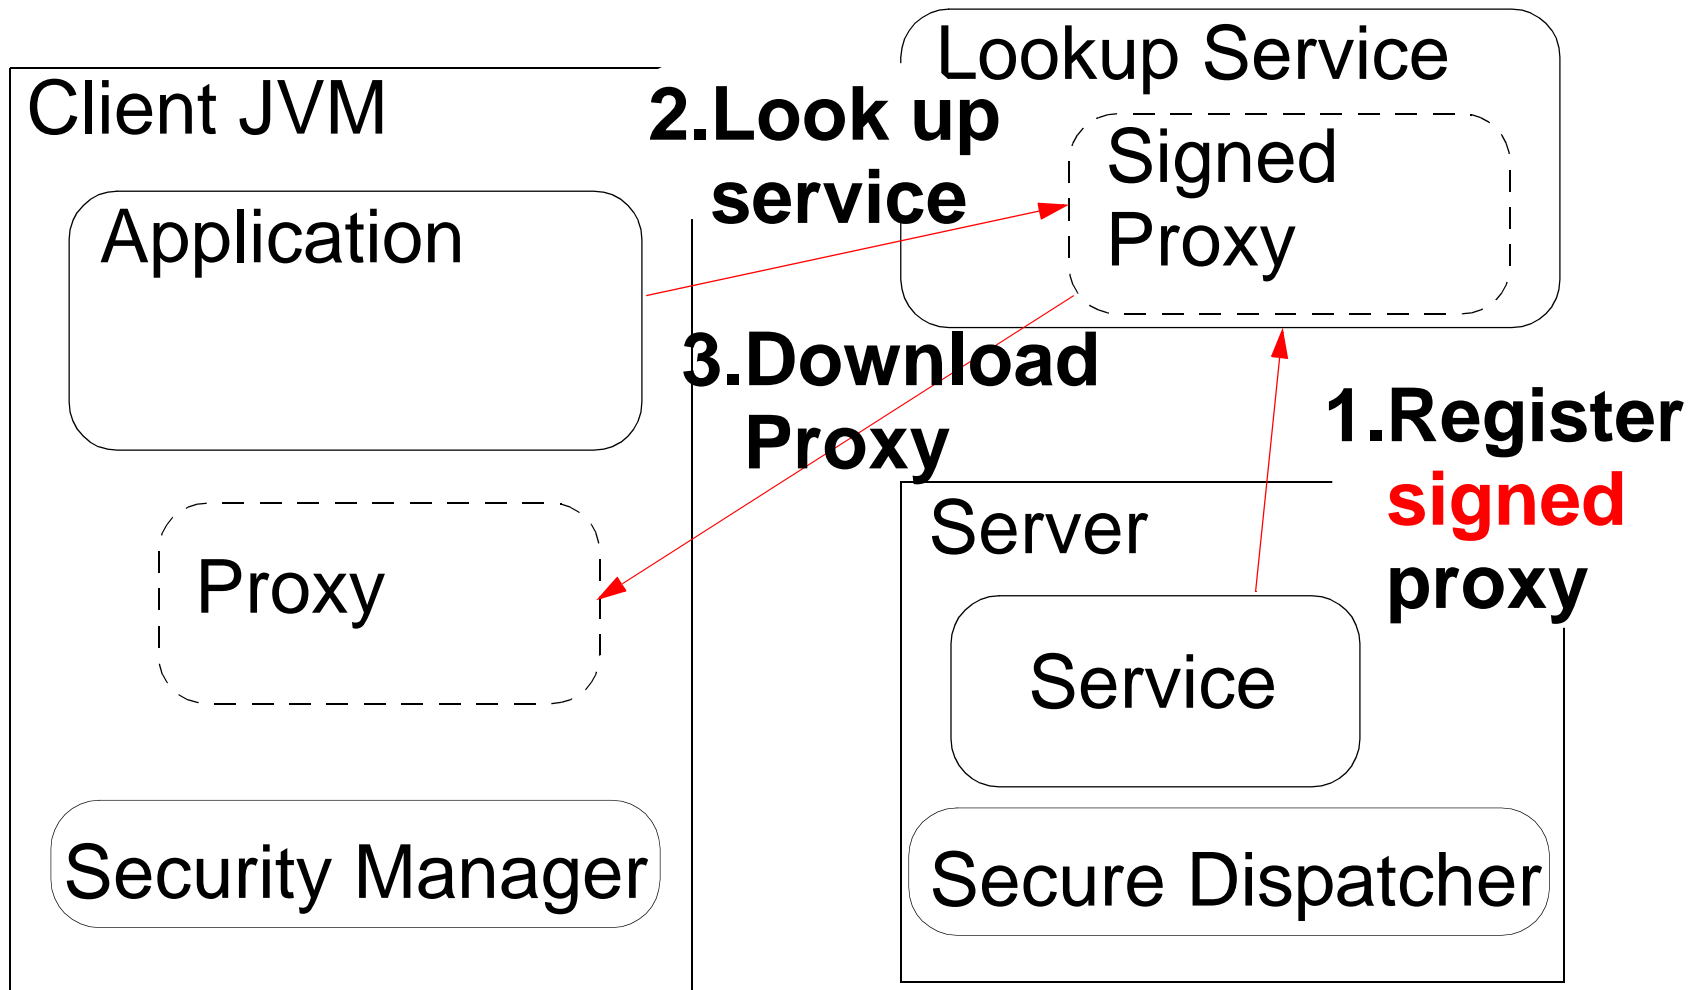 Client JVM
Application
Proxy
Security Manager
2.Look up
service
3.Download
Proxy
Lookup Service
Signed
Proxy
1.Register
signed
proxy
Server
Service
Secure Dispatcher